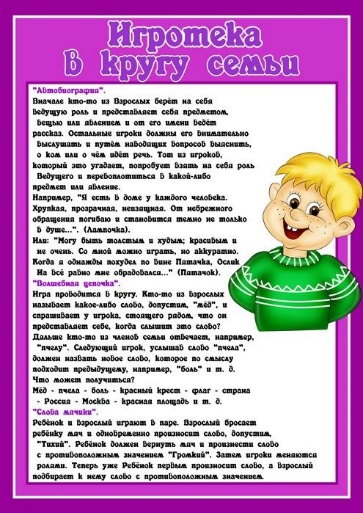 Игротека
в кругу семьи
"Автобиография".
Вначале кто-то из взрослых берёт на себя
ведущую роль и представляет себя предметом,
вещью или явлением и от его имени ведёт
рассказ. Остальные игроки должны его внимательно
выслушать и путём наводящих вопросов выяснить,
о ком или о чём идёт речь. Тот из игроков,
который это угадает, попробует взять на себя роль
Ведущего и перевоплотиться в какой-либо
предмет или явление.
Например, "Я есть в доме у каждого человека.
Хрупкая, прозрачная, неизящная. От небрежного
обращения погибаю и становится темно не только
в душе...". (Лампочка).
Или: "Могу быть толстым и худым; красивым и
не очень. Со мной можно играть, но аккуратно.
Когда я однажды похудел по вине Пятачка, Ослик
На всё равно мне обрадовался..." (Пятачок).
"Волшебная цепочка".
Игра проводится в кругу. Кто-то из взрослых
называет какое-либо слово, допустим, "мёд", и
спрашивает у игрока, стоящего рядом, что он
представляет себе, когда слышит это слово?
Дальше кто-то из членов семьи отвечает, например,
"пчелу". Следующий игрок, услышав слово "пчела",
должен назвать новое слово, которое по смыслу
подходит предыдущему, например, "боль" и т. д.
Что может получиться?
Мёд - пчела - боль - красный крест - флаг - страна
- Россия - Москва - красная площадь и т. д.
"Слова мячики".
Ребёнок и взрослый играют в паре. Взрослый бросает
ребёнку мяч и одновременно произносит слово, допустим,
"Тихий". Ребёнок должен вернуть мяч и произнести слово
с противоположным значением "Громкий". Затем игроки меняются
ролями. Теперь уже Ребёнок первым произносит слово, а взрослый
подбирает к нему слово с противоположным значением